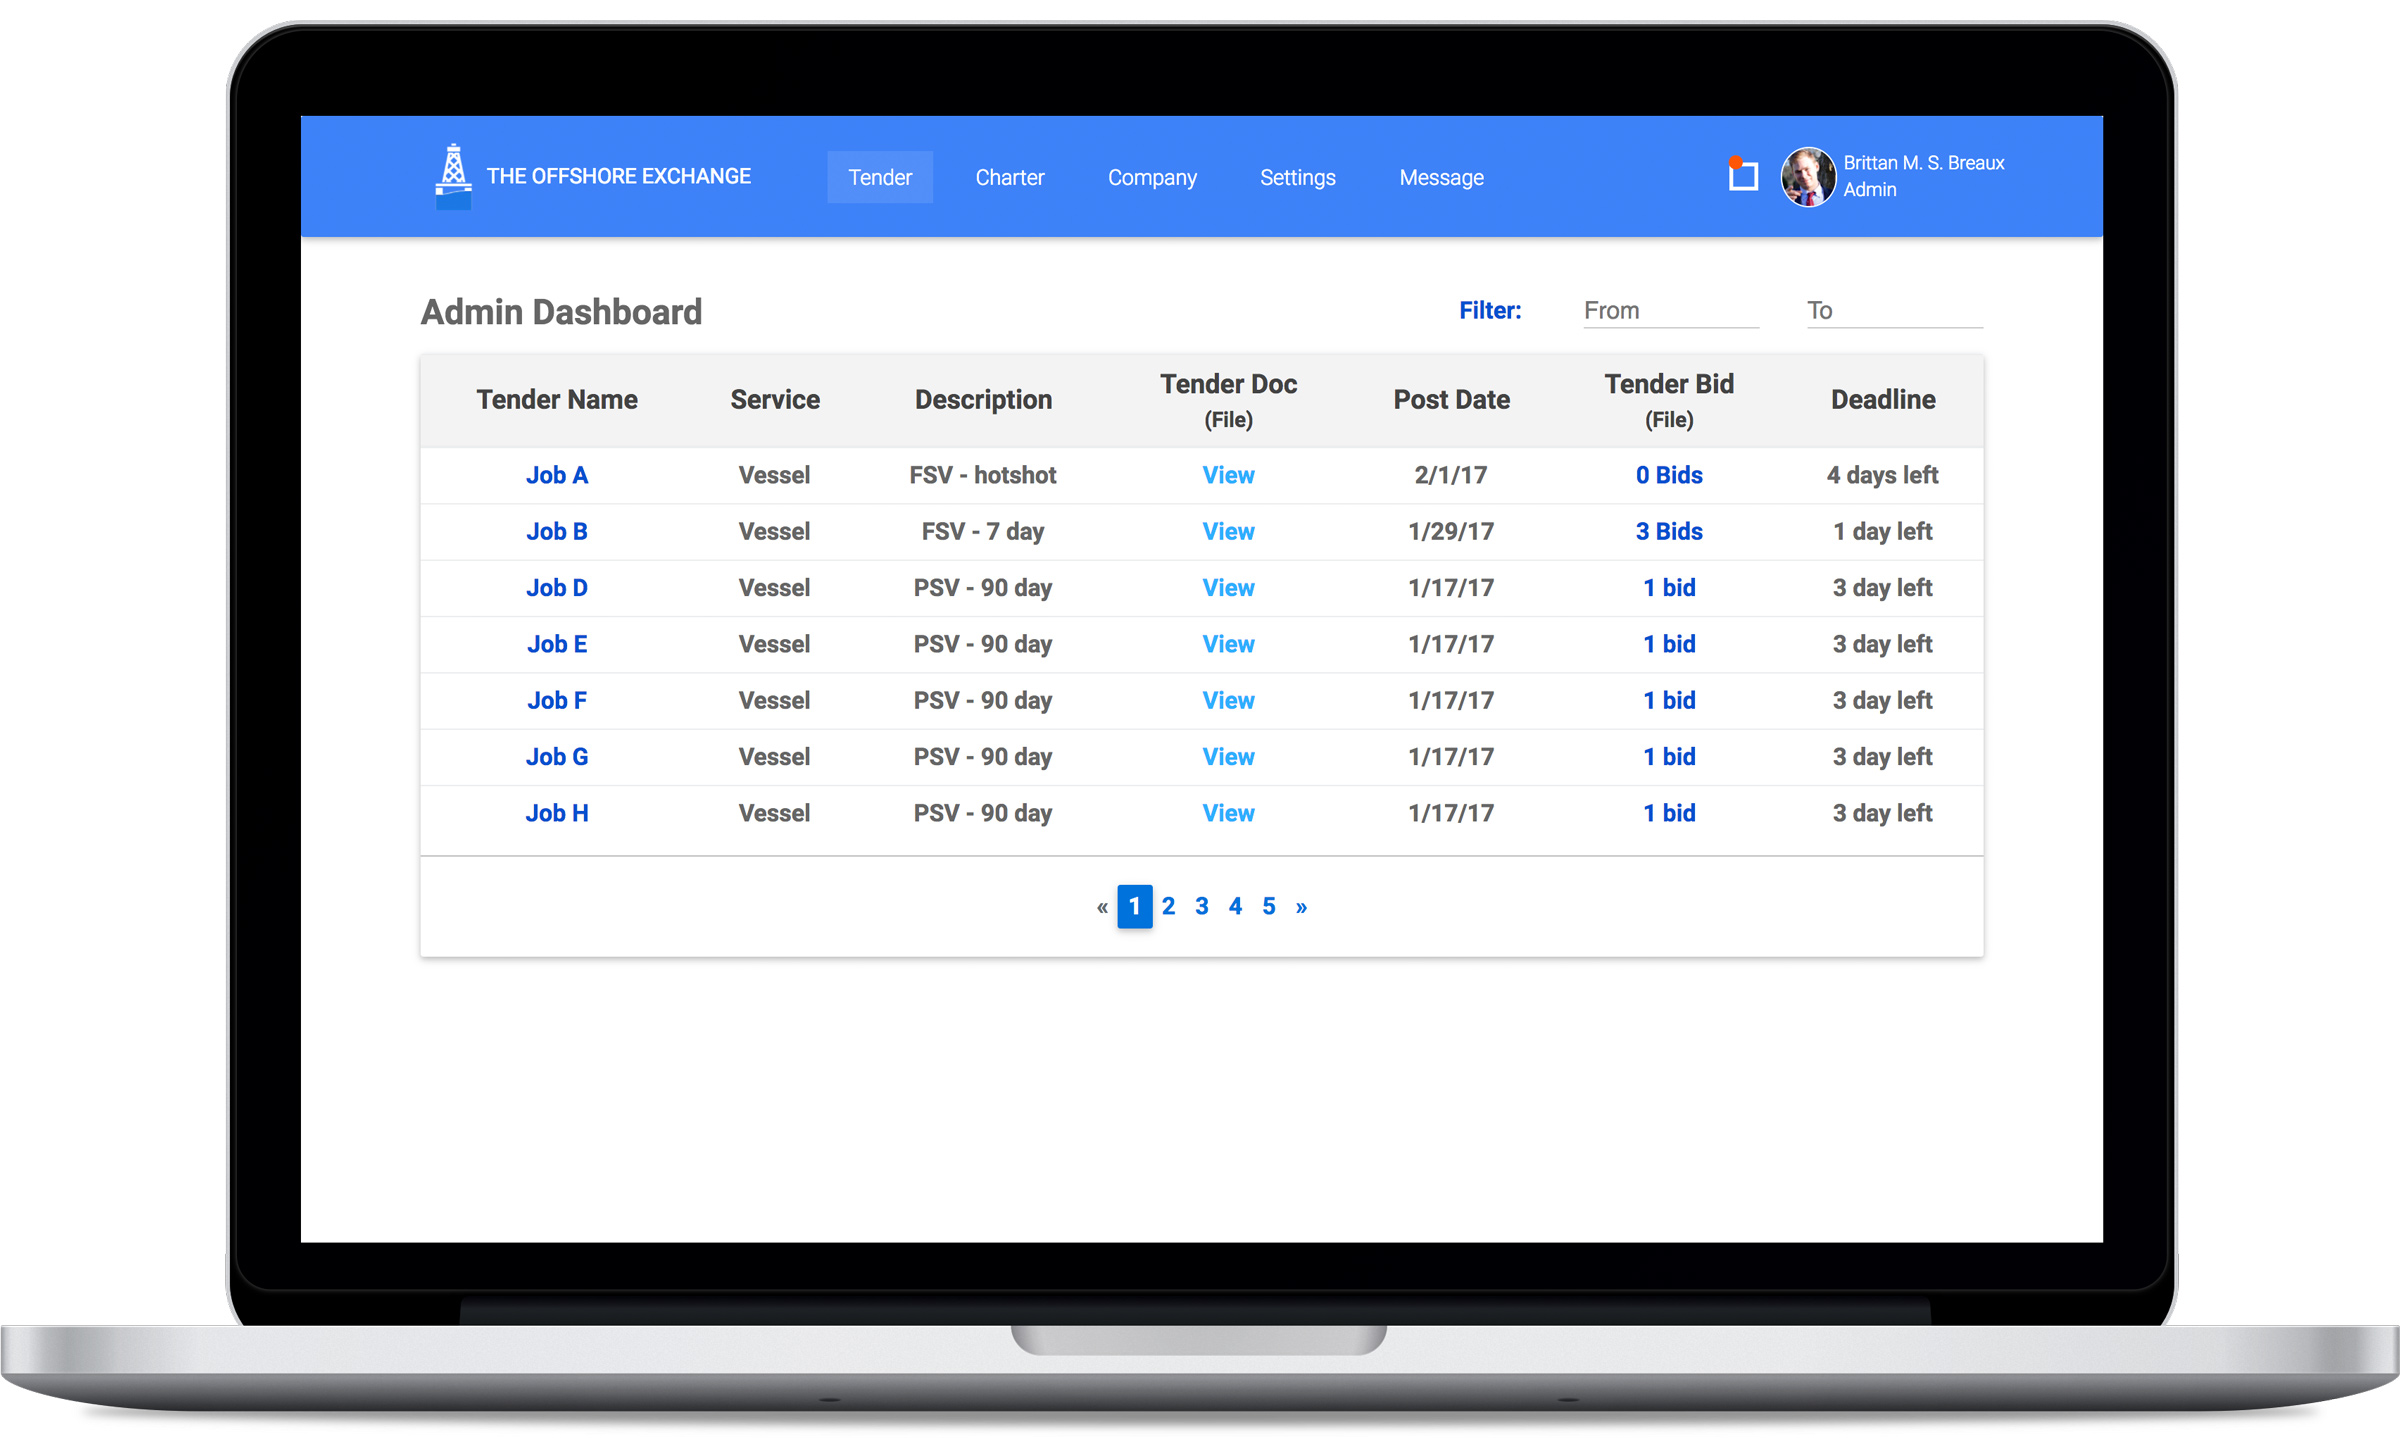 THE OFFSHORE EXCHANGE Tender Charter Company Settings Message Brittan M. S. Breaux
Admin
Admin Dashboard Filter: From To
Tender Name Service Description Tender Doc (File) Post Date Tender Bid (File) Deadline
Job A Vessel FSV - hotshot View 2/1/17 0 Bids 4 days left
Job B Vessel FSV - 7 day View 1/29/17 3 Bids 1 day left
Job D Vessel PSV - 90 day View 1/17/17 1 bid 3 day left
Job E Vessel PSV - 90 day View 1/17/17 1 bid 3 day left
Job F Vessel PSV - 90 day View 1/17/17 1 bid 3 day left
Job G Vessel PSV - 90 day View 1/17/17 1 bid 3 day left
Job H Vessel PSV - 90 day View 1/17/17 1 bid 3 day left
« 1 2 3 4 5 »